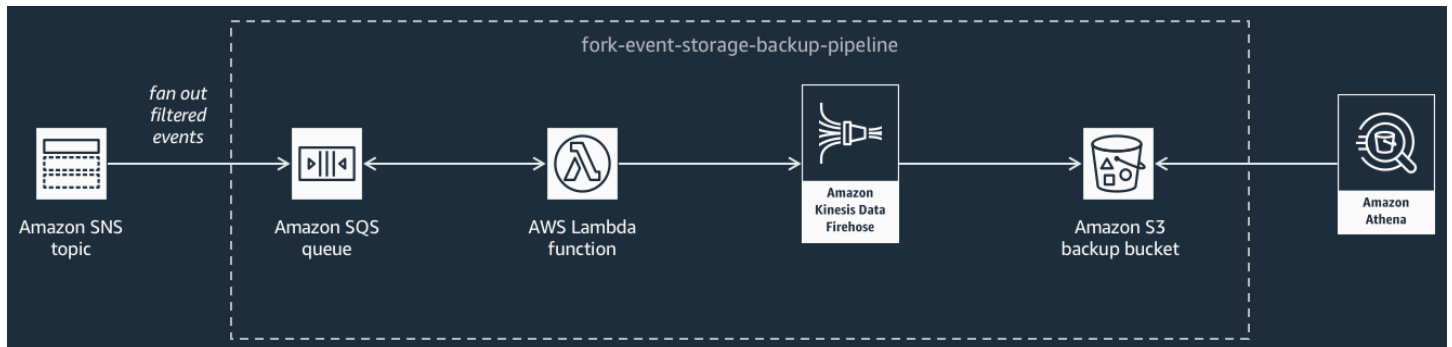 fork-event-storage-backup-pipeline
fan out
filtered
events
Amazon SNS
topic
Amazon SQS
queue
AWS Lambda
function
Amazon
Kinesis Data
Firehose
Amazon S3
backup bucket
Amazon
Athena